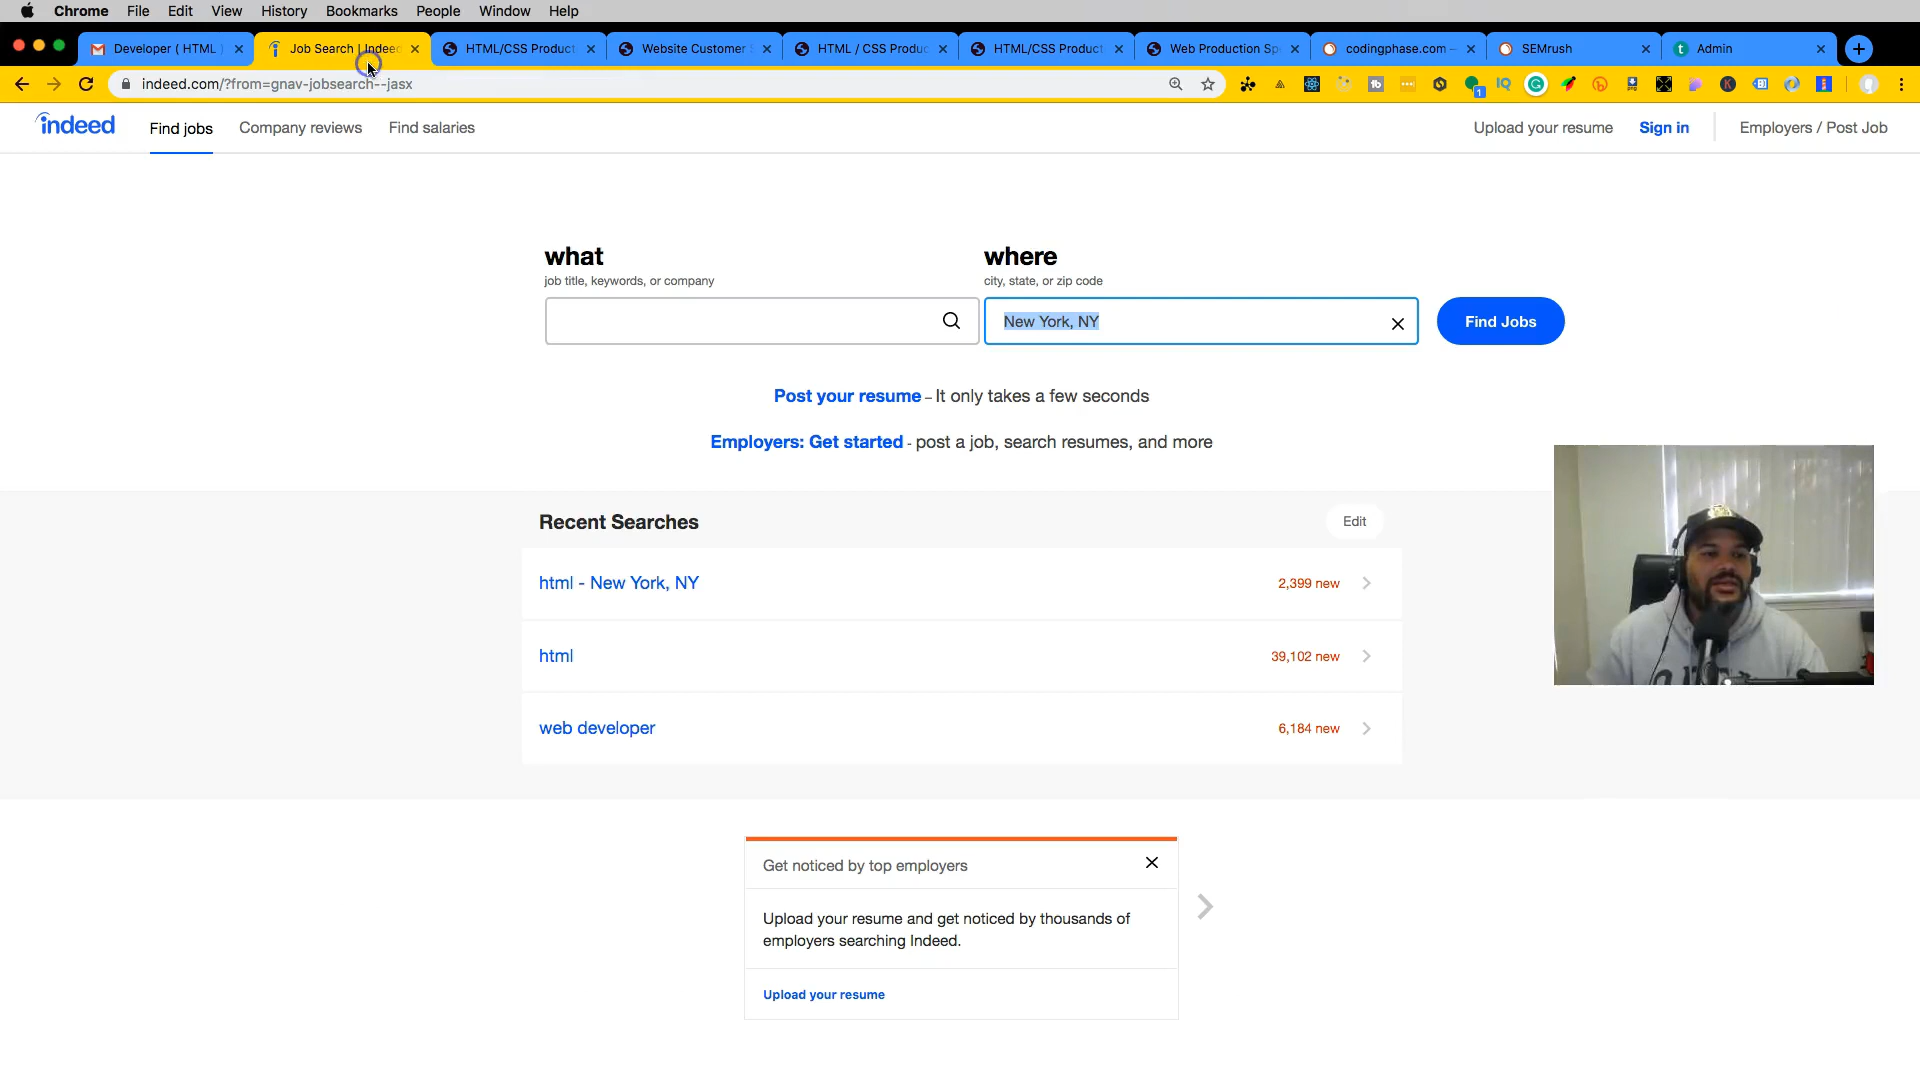 Chrome File Edit View History Bookmarks People Window Help
Developer ( HTML Job Search | Indeed HTML/CSS Product Website Customer HTML / CSS Produc HTML/CSS Product Web Production Sp codingphase.com – SEMrush Admin
indeed.com/?from=gnav-jobsearch--jasx
indeed Find jobs Company reviews Find salaries Upload your resume Sign in Employers / Post Job
what where
job title, keywords, or company city, state, or zip code
New York, NY Find Jobs
Post your resume – It only takes a few seconds
Employers: Get started - post a job, search resumes, and more
Recent Searches Edit
html - New York, NY 2,399 new
html 39,102 new
web developer 6,184 new
Get noticed by top employers
Upload your resume and get noticed by thousands of
employers searching Indeed.
Upload your resume